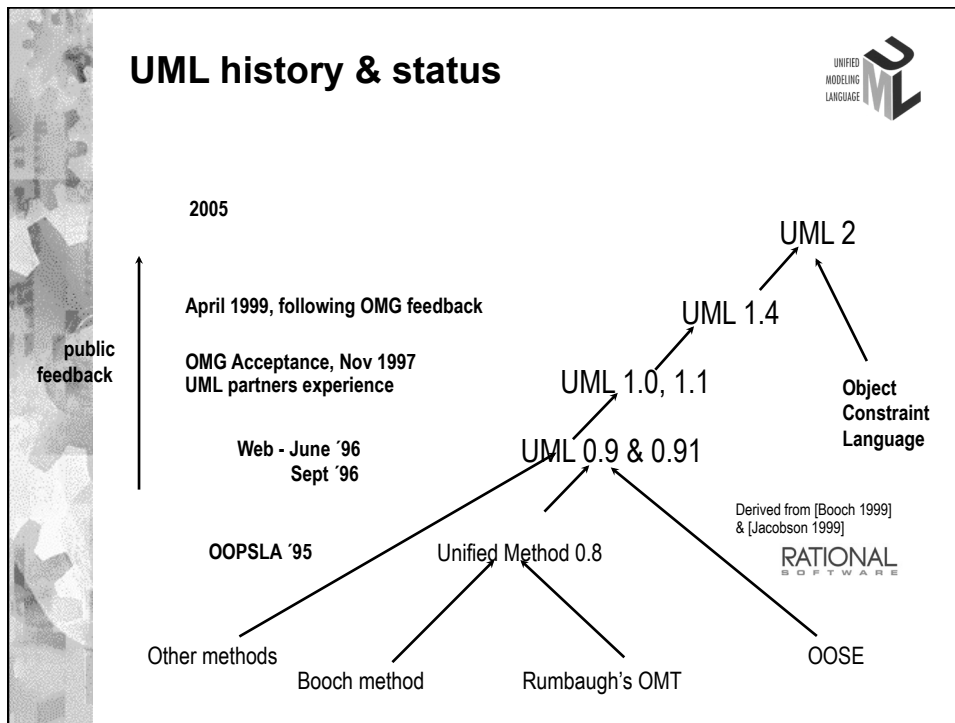 UML history & status
UNIFIED
MODELING
LANGUAGE
UML
2005
UML 2
April 1999, following OMG feedback
UML 1.4
public
feedback
OMG Acceptance, Nov 1997
UML partners experience
UML 1.0, 1.1
Object
Constraint
Language
Web - June ´96
Sept ´96
UML 0.9 & 0.91
Derived from [Booch 1999]
& [Jacobson 1999]
RATIONAL
SOFTWARE
OOPSLA ´95
Unified Method 0.8
Other methods
OOSE
Booch method
Rumbaugh’s OMT